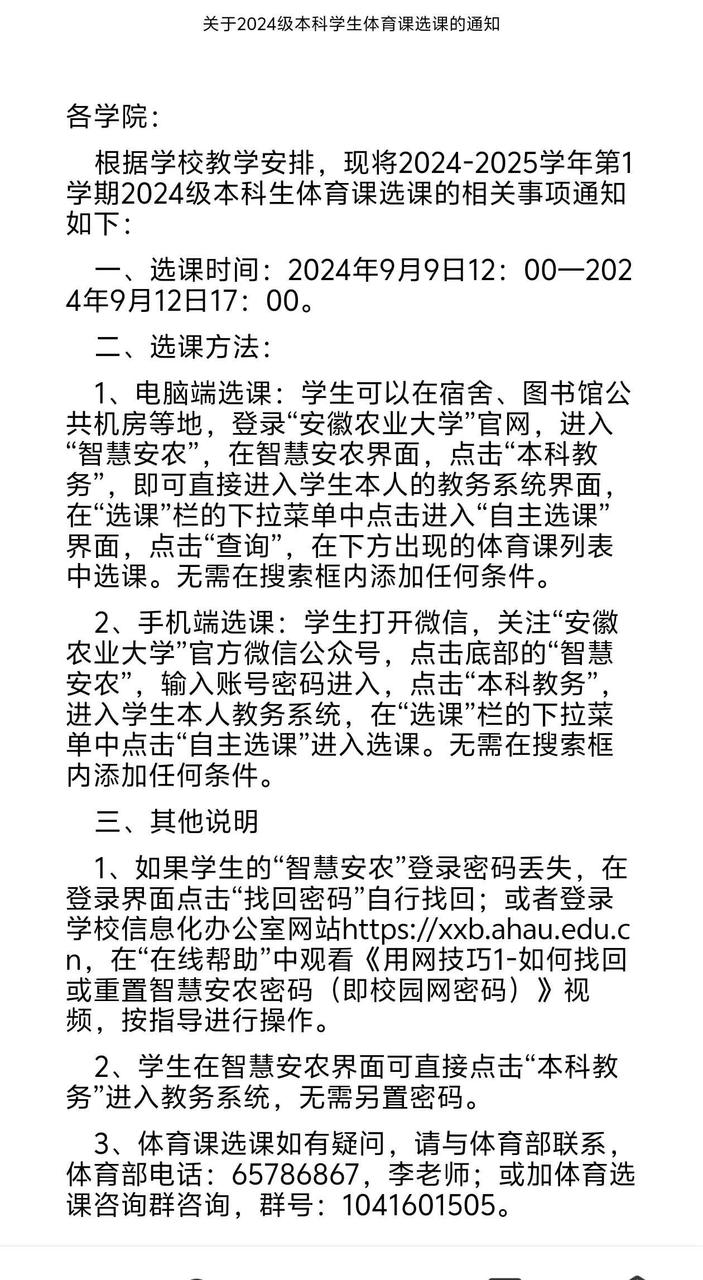 关于2024级本科学生体育课选课的通知
各学院：
根据学校教学安排，现将2024-2025学年第1
学期2024级本科生体育课选课的相关事项通知
如下：
一、选课时间：2024年9月9日12：00—202
4年9月12日17：00。
二、选课方法：
1、电脑端选课：学生可以在宿舍、图书馆公
共机房等地，登录“安徽农业大学”官网，进入
“智慧安农”，在智慧安农界面，点击“本科教
务”，即可直接进入学生本人的教务系统界面，
在“选课”栏的下拉菜单中点击进入“自主选课”
界面，点击“查询”，在下方出现的体育课列表
中选课。无需在搜索框内添加任何条件。
2、手机端选课：学生打开微信，关注“安徽
农业大学”官方微信公众号，点击底部的“智慧
安农”，输入账号密码进入，点击“本科教务”，
进入学生本人教务系统，在“选课”栏的下拉菜
单中点击“自主选课”进入选课。无需在搜索框
内添加任何条件。
三、其他说明
1、如果学生的“智慧安农”登录密码丢失，在
登录界面点击“找回密码”自行找回；或者登录
学校信息化办公室网站https://xxb.ahau.edu.c
n，在“在线帮助”中观看《用网技巧1-如何找回
或重置智慧安农密码（即校园网密码）》视
频，按指导进行操作。
2、学生在智慧安农界面可直接点击“本科教
务”进入教务系统，无需另置密码。
3、体育课选课如有疑问，请与体育部联系，
体育部电话：65786867，李老师；或加体育选
课咨询群咨询，群号：1041601505。